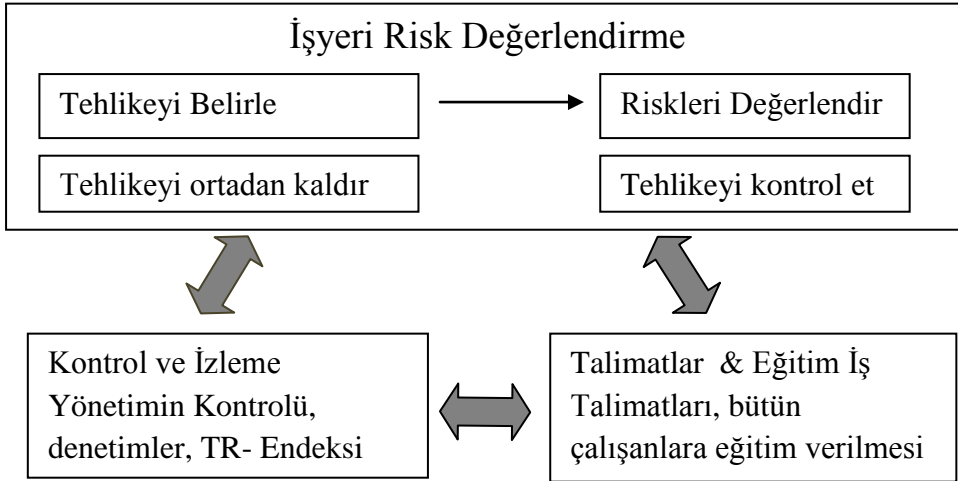 İşyeri Risk Değerlendirme
Tehlikeyi Belirle
Riskleri Değerlendir
Tehlikeyi ortadan kaldır
Tehlikeyi kontrol et
Kontrol ve İzleme
Yönetimin Kontrolü,
denetimler, TR- Endeksi
Talimatlar & Eğitim İş
Talimatları, bütün
çalışanlara eğitim verilmesi